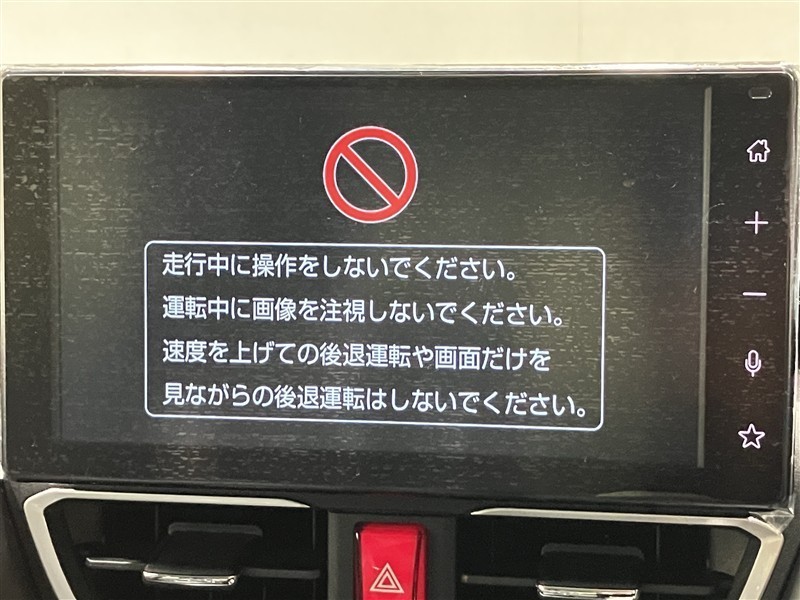 走行中に操作をしないでください。
運転中に画像を注視しないでください。
速度を上げての後退運転や画面だけを
見ながらの後退運転はしないでください。